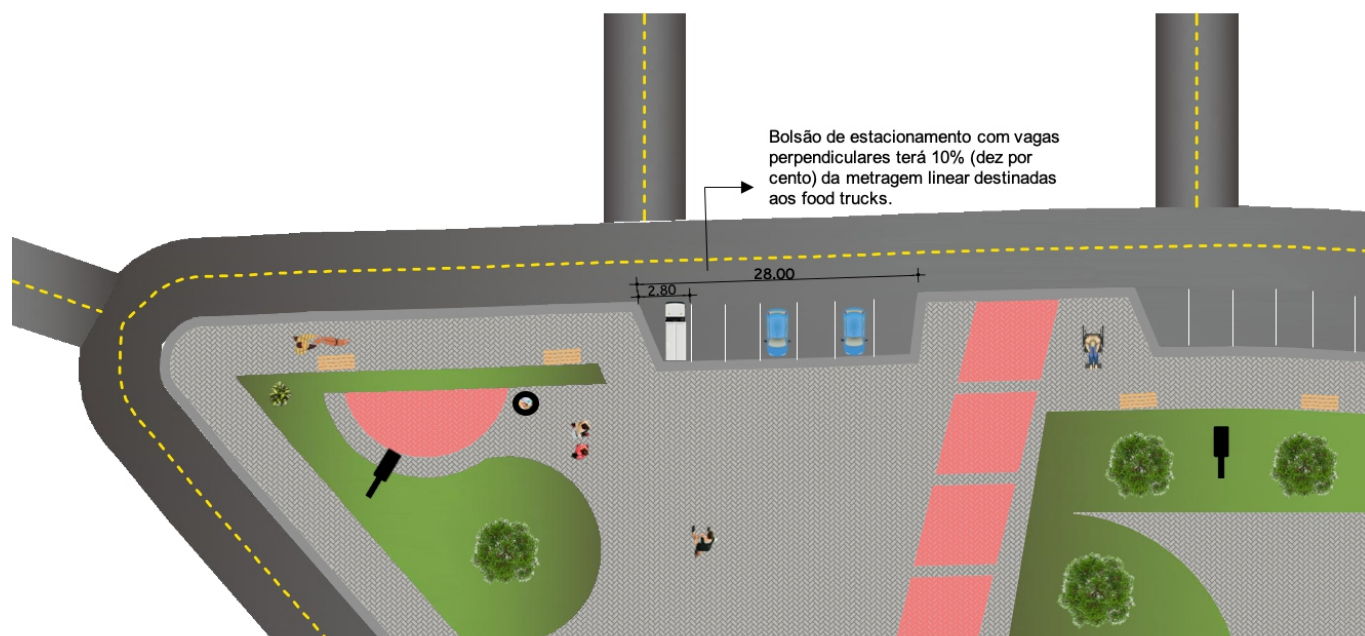 Bolsão de estacionamento com vagas
perpendiculares terá 10% (dez por
cento) da metragem linear destinadas
aos food trucks.
28.00
2.80